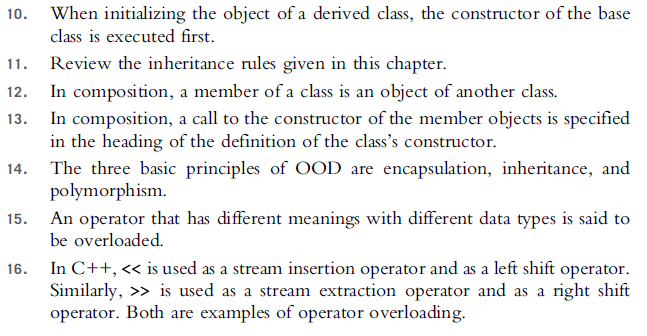 10. When initializing the object of a derived class, the constructor of the base
class is executed first.
11. Review the inheritance rules given in this chapter.
12. In composition, a member of a class is an object of another class.
13. In composition, a call to the constructor of the member objects is specified
in the heading of the definition of the class’s constructor.
14. The three basic principles of OOD are encapsulation, inheritance, and
polymorphism.
15. An operator that has different meanings with different data types is said to
be overloaded.
16. In C++, << is used as a stream insertion operator and as a left shift operator.
Similarly, >> is used as a stream extraction operator and as a right shift
operator. Both are examples of operator overloading.